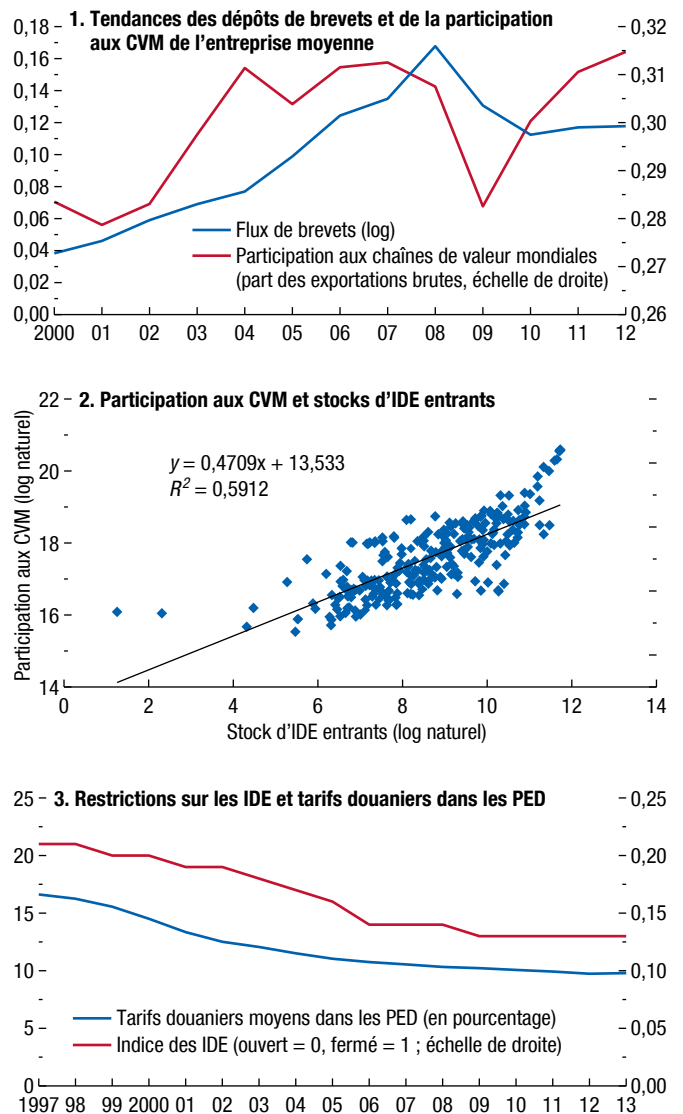 1. Tendances des dépôts de brevets et de la participation
aux CVM de l'entreprise moyenne
0,18
0,16
0,14
0,12
0,10
0,08
0,06
0,04
0,02
0,00
0,32
0,31
0,30
0,29
0,28
0,27
0,26
Flux de brevets (log)
Participation aux chaînes de valeur mondiales
(part des exportations brutes, échelle de droite)
2000 01 02 03 04 05 06 07 08 09 10 11 12
2. Participation aux CVM et stocks d'IDE entrants
Participation aux CVM (log naturel)
22
20
18
16
14
y = 0,4709x + 13,533
R² = 0,5912
0 2 4 6 8 10 12 14
Stock d'IDE entrants (log naturel)
3. Restrictions sur les IDE et tarifs douaniers dans les PED
25
20
15
10
5
0
0,25
0,20
0,15
0,10
0,05
0,00
Tarifs douaniers moyens dans les PED (en pourcentage)
Indice des IDE (ouvert = 0, fermé = 1 ; échelle de droite)
1997 98 99 2000 01 02 03 04 05 06 07 08 09 10 11 12 13